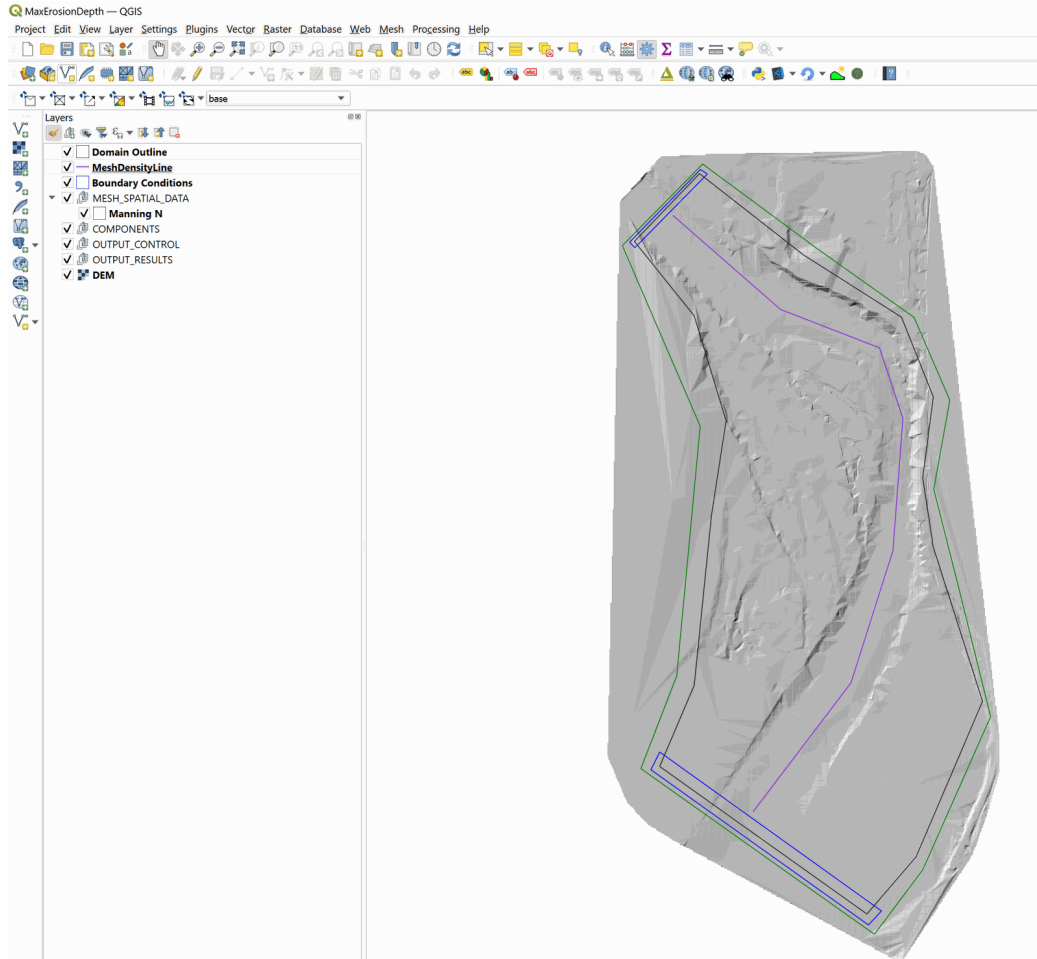 MaxErosionDepth — QGIS
Project Edit View Layer Settings Plugins Vector Raster Database Web Mesh Processing Help
base
Layers
Domain Outline
MeshDensityLine
Boundary Conditions
MESH_SPATIAL_DATA
Manning N
COMPONENTS
OUTPUT_CONTROL
OUTPUT_RESULTS
DEM